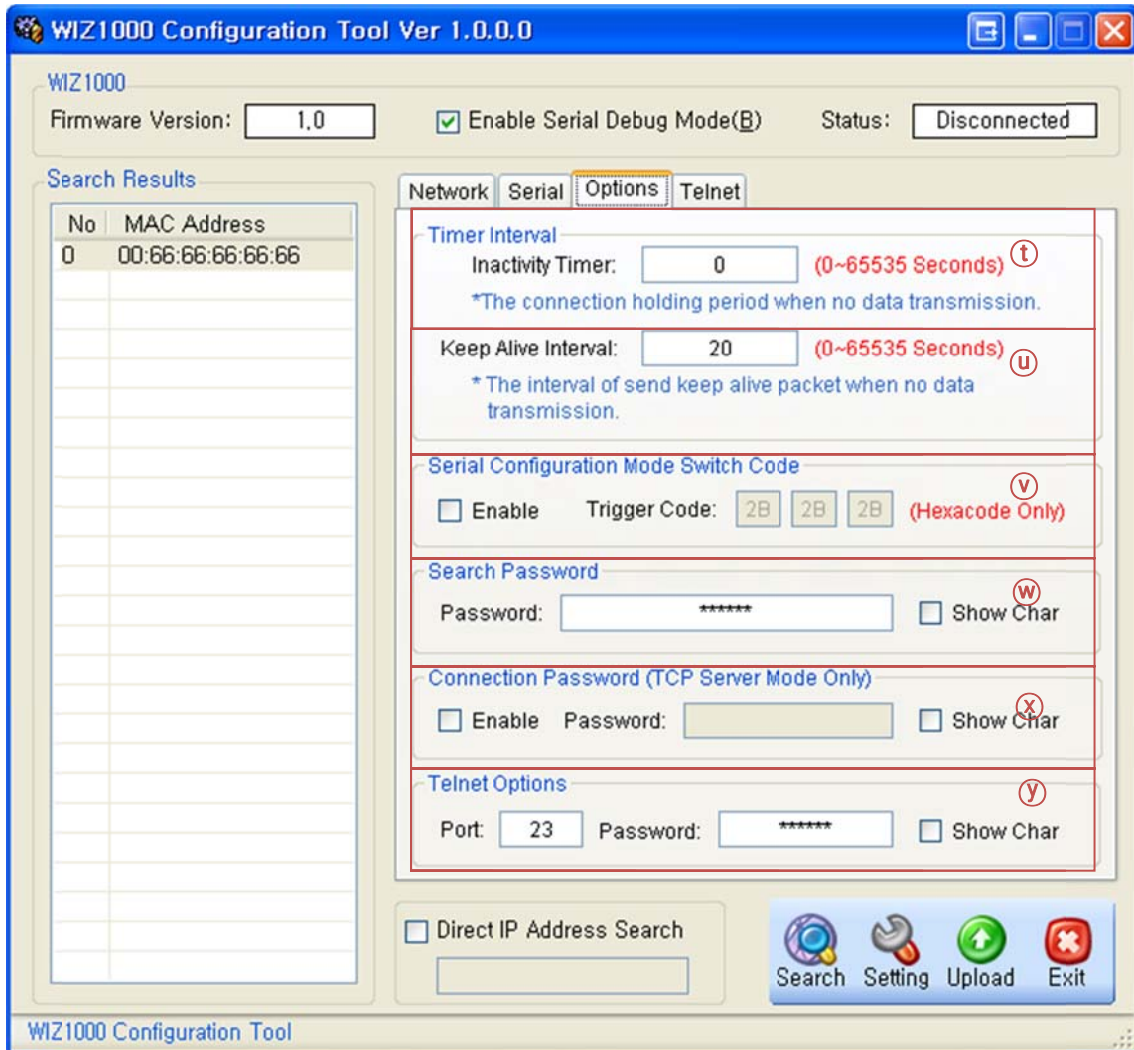 WIZ1000 Configuration Tool Ver 1.0.0.0
WIZ1000
Firmware Version: 1.0 Enable Serial Debug Mode(B) Status: Disconnected
Search Results
No MAC Address
0 00:66:66:66:66:66
Network Serial Options Telnet
Timer Interval
Inactivity Timer: 0 (0~65535 Seconds) ⓣ
*The connection holding period when no data transmission.
Keep Alive Interval: 20 (0~65535 Seconds) ⓤ
* The interval of send keep alive packet when no data
transmission.
Serial Configuration Mode Switch Code
Enable Trigger Code: 2B 2B 2B (Hexacode Only) ⓥ
Search Password
Password: ****** Show Char ⓦ
Connection Password (TCP Server Mode Only)
Enable Password: Show Char ⓧ
Telnet Options ⓨ
Port: 23 Password: ****** Show Char
Direct IP Address Search
Search Setting Upload Exit
WIZ1000 Configuration Tool